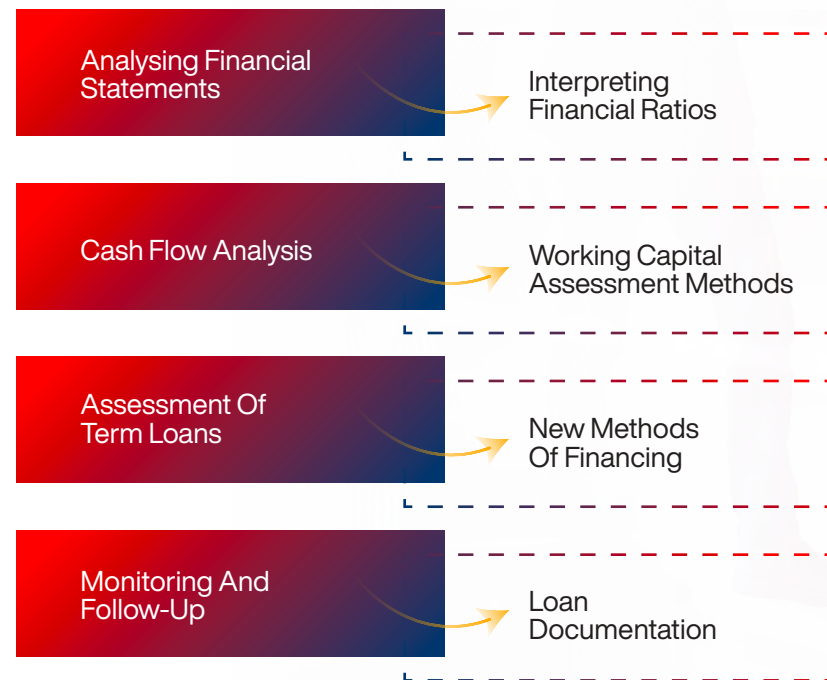 Analysing Financial
Statements
Interpreting
Financial Ratios
Cash Flow Analysis
Working Capital
Assessment Methods
Assessment Of
Term Loans
New Methods
Of Financing
Monitoring And
Follow-Up
Loan
Documentation